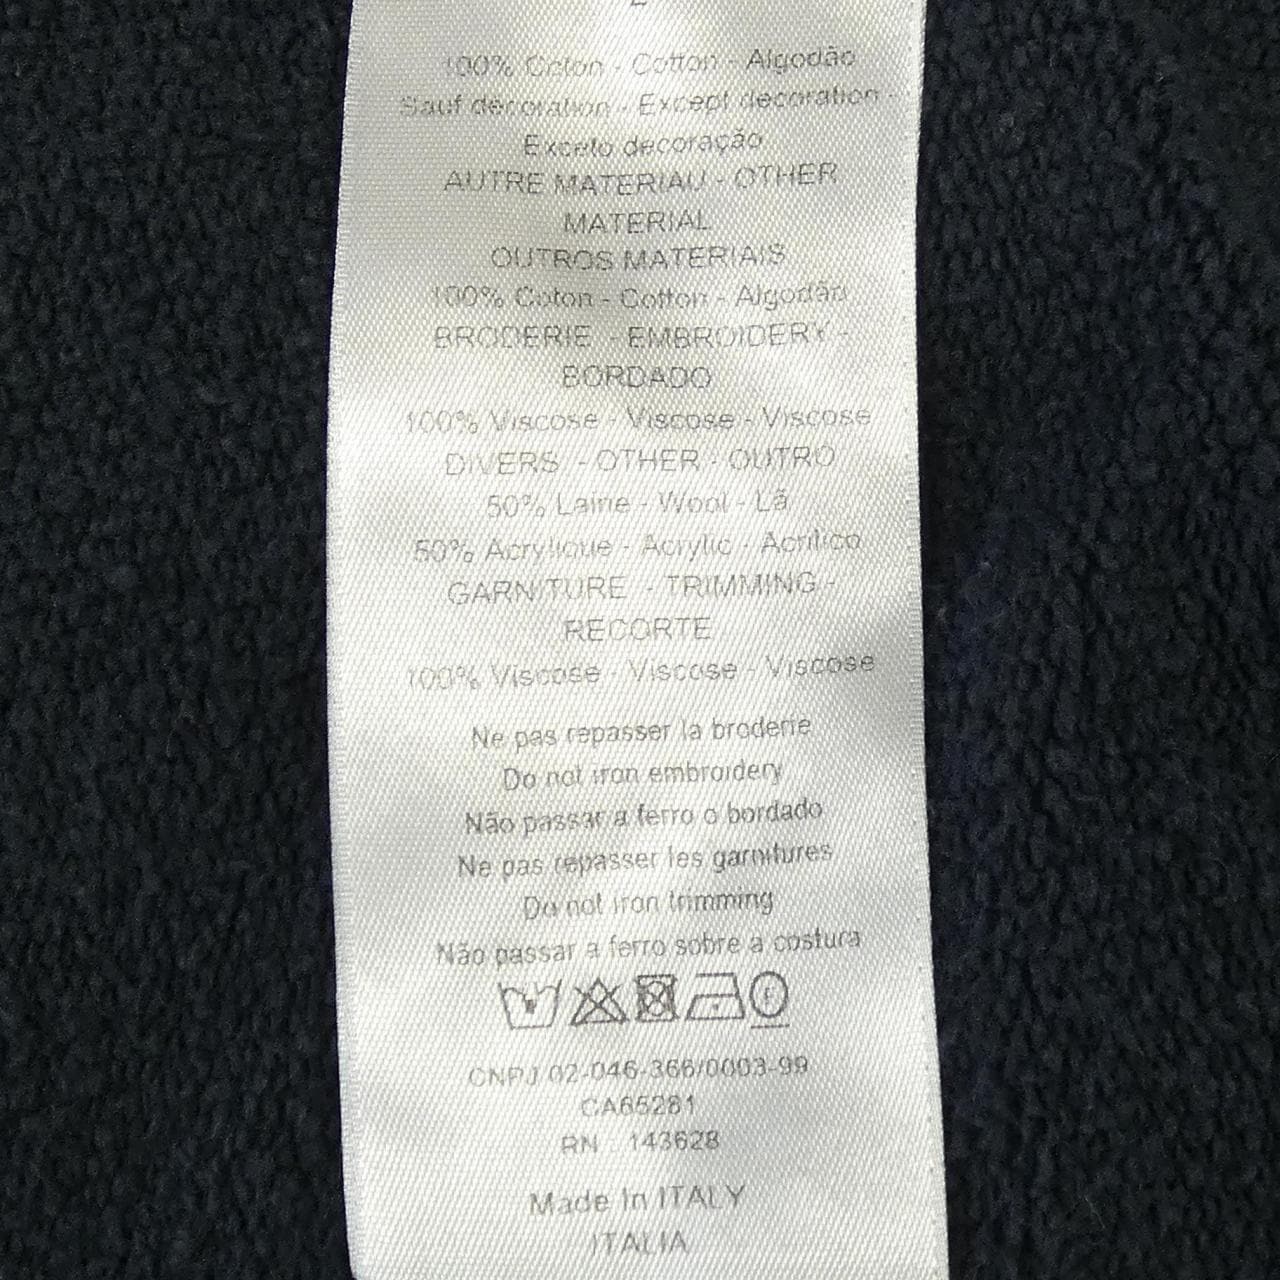 100% Coton - Cotton - Algodão
Sauf décoration - Except decoration -
Exceto decoração
AUTRE MATERIAU - OTHER
MATERIAL
OUTROS MATERIAIS
100% Coton - Cotton - Algodão
BRODERIE - EMBROIDERY -
BORDADO
100% Viscose - Viscose - Viscose
DIVERS - OTHER - OUTRO
50% Laine - Wool - Lã
50% Acrylique - Acrylic - Acrílico
GARNITURE - TRIMMING -
RECORTE
100% Viscose - Viscose - Viscose
Ne pas repasser la broderie
Do not iron embroidery
Não passar a ferro o bordado
Ne pas repasser les garnitures
Do not iron trimming
Não passar a ferro sobre a costura
F
CNPJ 02-046-366/0003-99
CA65281
RN : 143628
Made In ITALY
ITALIA